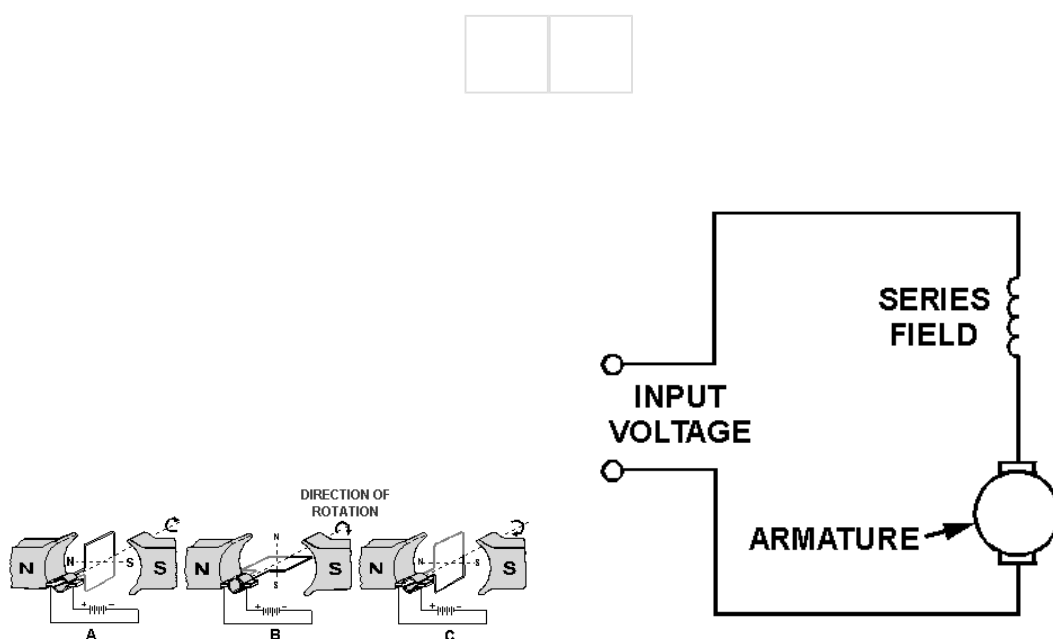 SERIES
FIELD
INPUT
VOLTAGE
ARMATURE
DIRECTION OF
ROTATION
N N S S
A
N N S S
B
N N S S
C
+ −
+ −
+ −